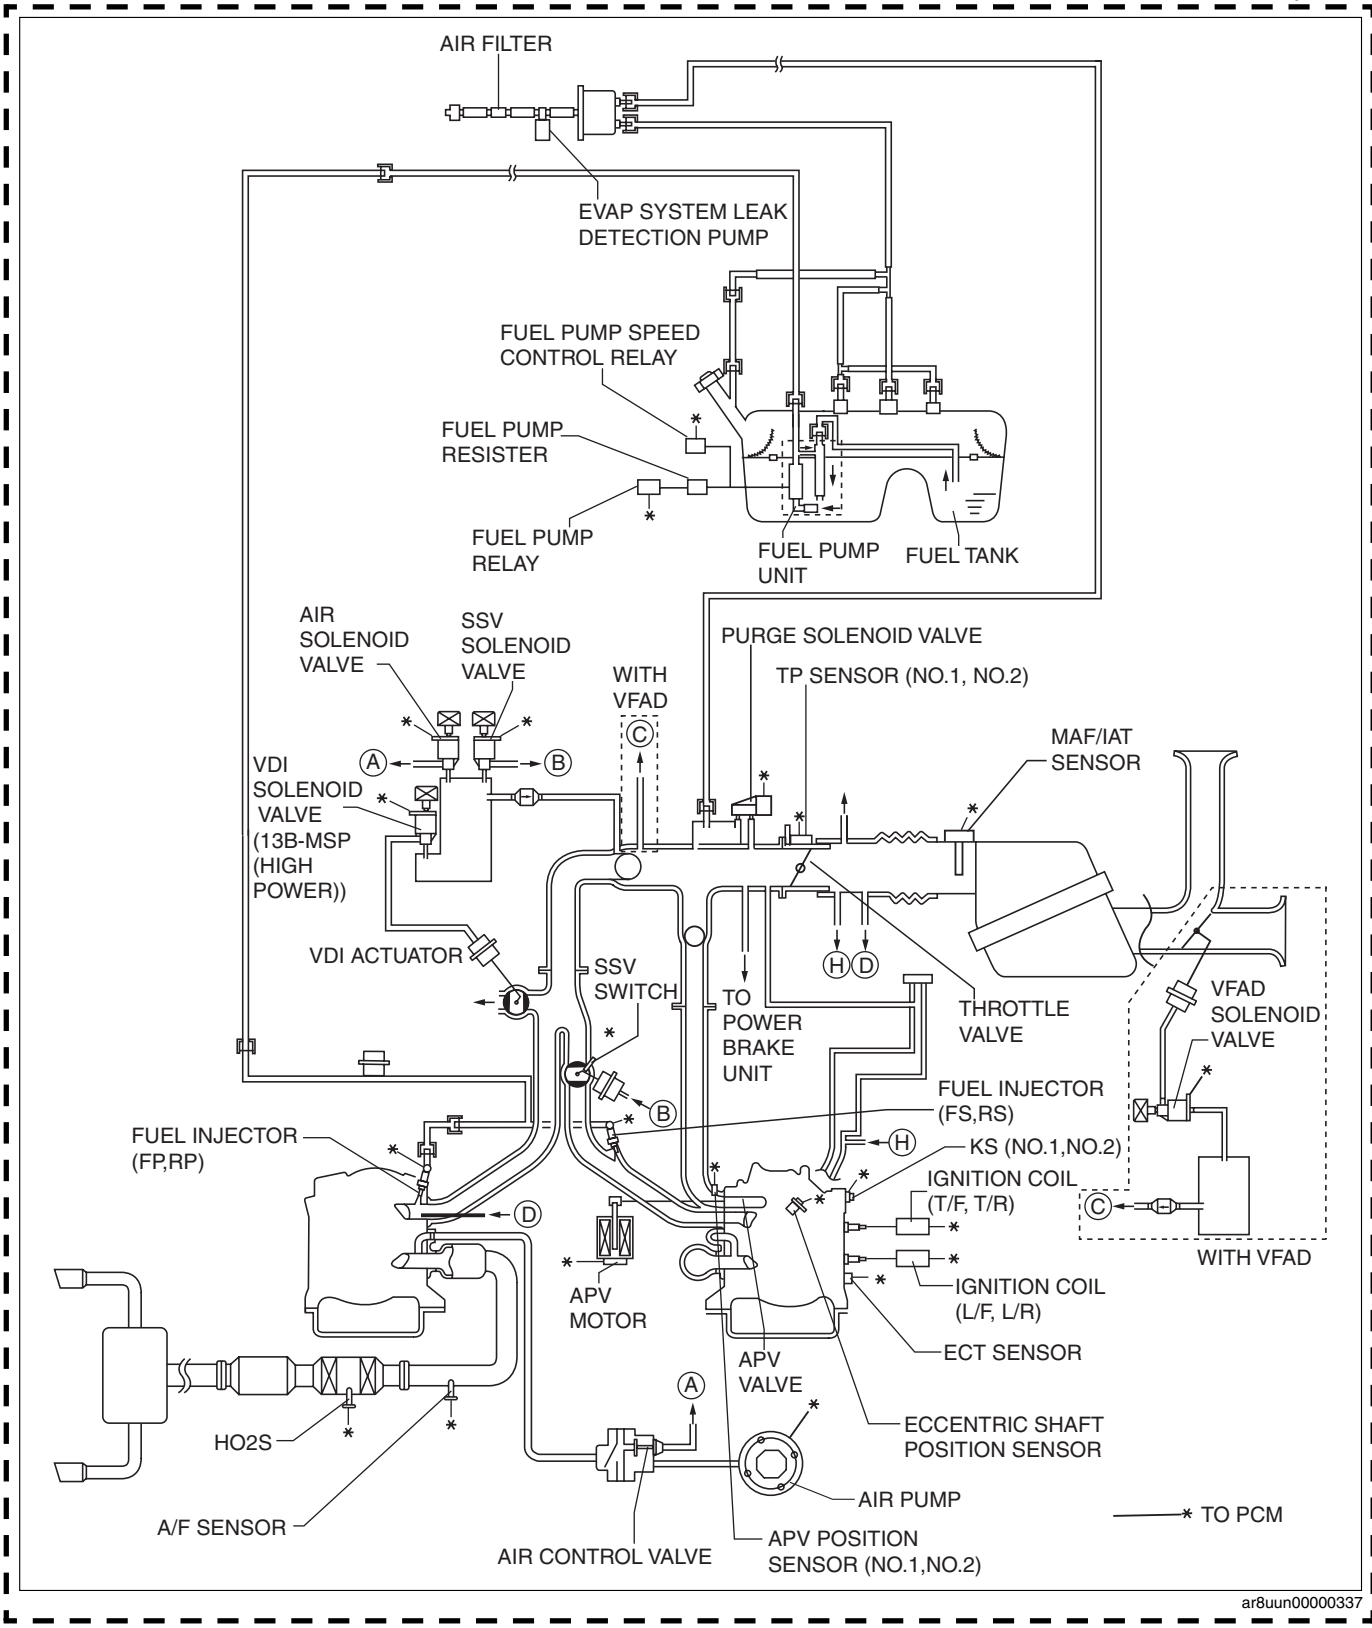 AIR FILTER
EVAP SYSTEM LEAK
DETECTION PUMP
FUEL PUMP SPEED
CONTROL RELAY
*
FUEL PUMP
RESISTER
*
FUEL PUMP
RELAY
FUEL PUMP
UNIT
FUEL TANK
AIR
SOLENOID
VALVE
SSV
SOLENOID
VALVE
WITH
VFAD
PURGE SOLENOID VALVE
TP SENSOR (NO.1, NO.2)
MAF/IAT
SENSOR
* *
C
A
B
VDI
SOLENOID
VALVE
(13B-MSP
(HIGH
POWER))
*
*
*
*
VDI ACTUATOR
SSV
SWITCH
*
TO
POWER
BRAKE
UNIT
H D
THROTTLE
VALVE
VFAD
SOLENOID
VALVE
*
B
FUEL INJECTOR
(FS,RS)
*
FUEL INJECTOR
(FP,RP)
*
H
KS (NO.1,NO.2)
*
*
*
IGNITION COIL
(T/F, T/R)
*
D
C
WITH VFAD
*
IGNITION COIL
(L/F, L/R)
*
*
APV
MOTOR
ECT SENSOR
APV
VALVE
A
*
ECCENTRIC SHAFT
POSITION SENSOR
HO2S
*
*
AIR PUMP
A/F SENSOR
AIR CONTROL VALVE
APV POSITION
SENSOR (NO.1,NO.2)
* TO PCM
ar8uun00000337